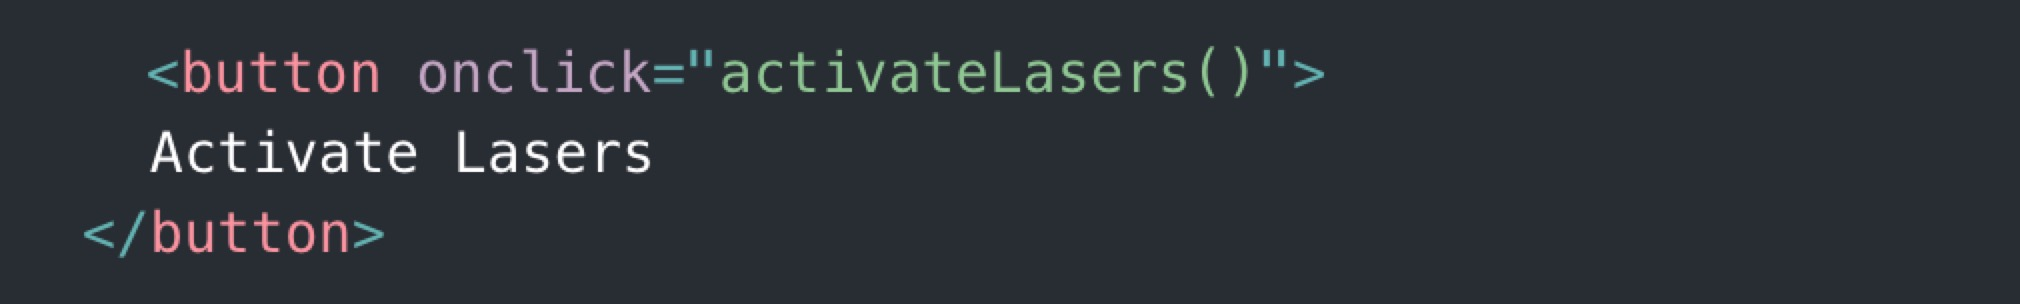 <button onclick="activateLasers()">
Activate Lasers
</button>